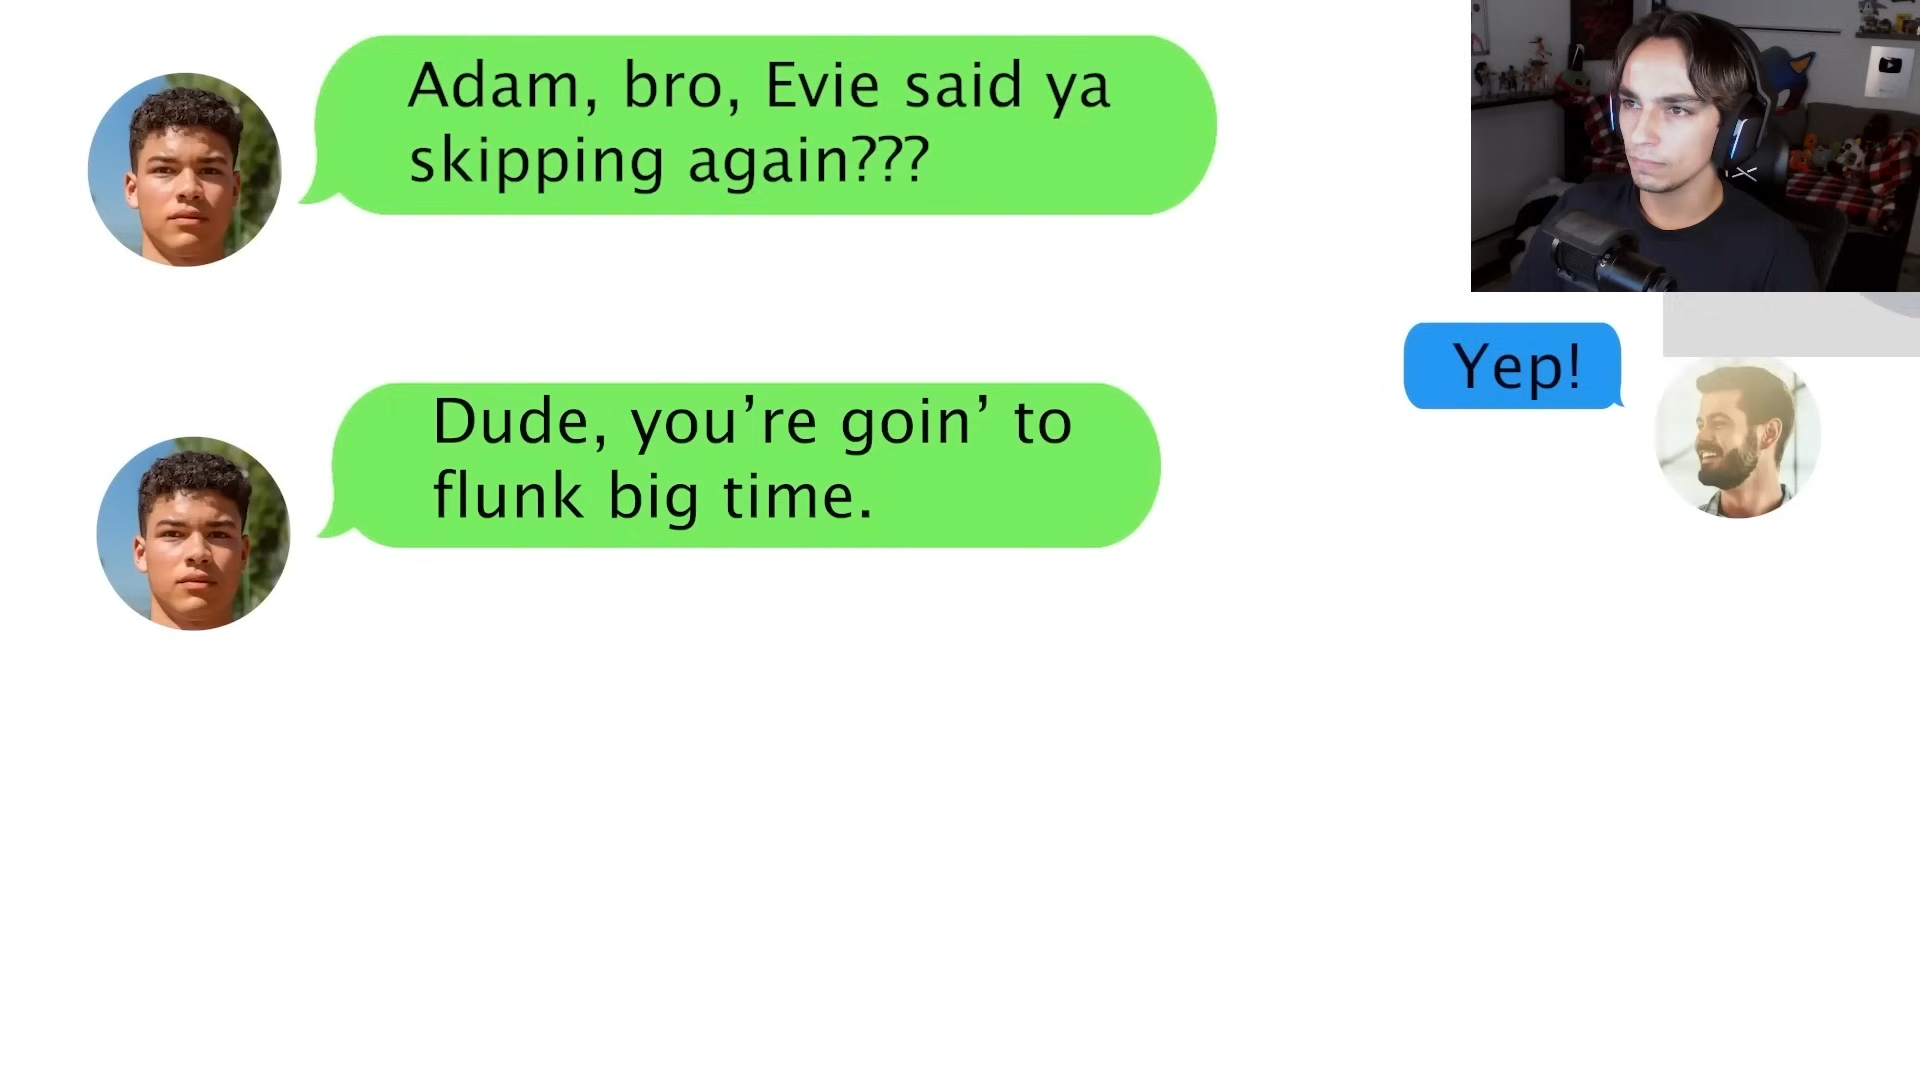 Adam, bro, Evie said ya
skipping again???
Yep!
Dude, you’re goin’ to
flunk big time.